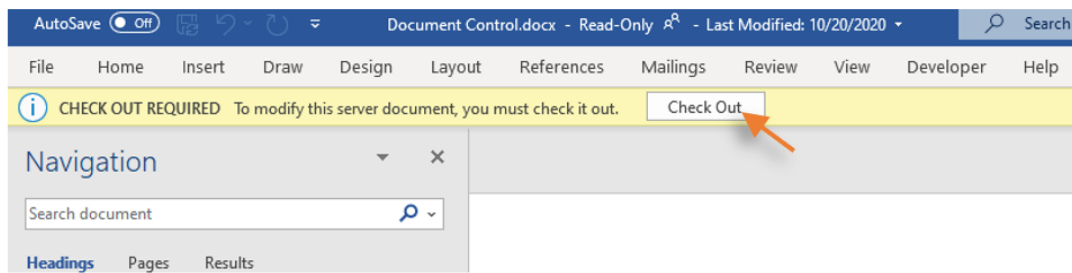 AutoSave Off Document Control.docx - Read-Only - Last Modified: 10/20/2020 Search
File Home Insert Draw Design Layout References Mailings Review View Developer Help
CHECK OUT REQUIRED To modify this server document, you must check it out. Check Out
Navigation
Search document
Headings Pages Results